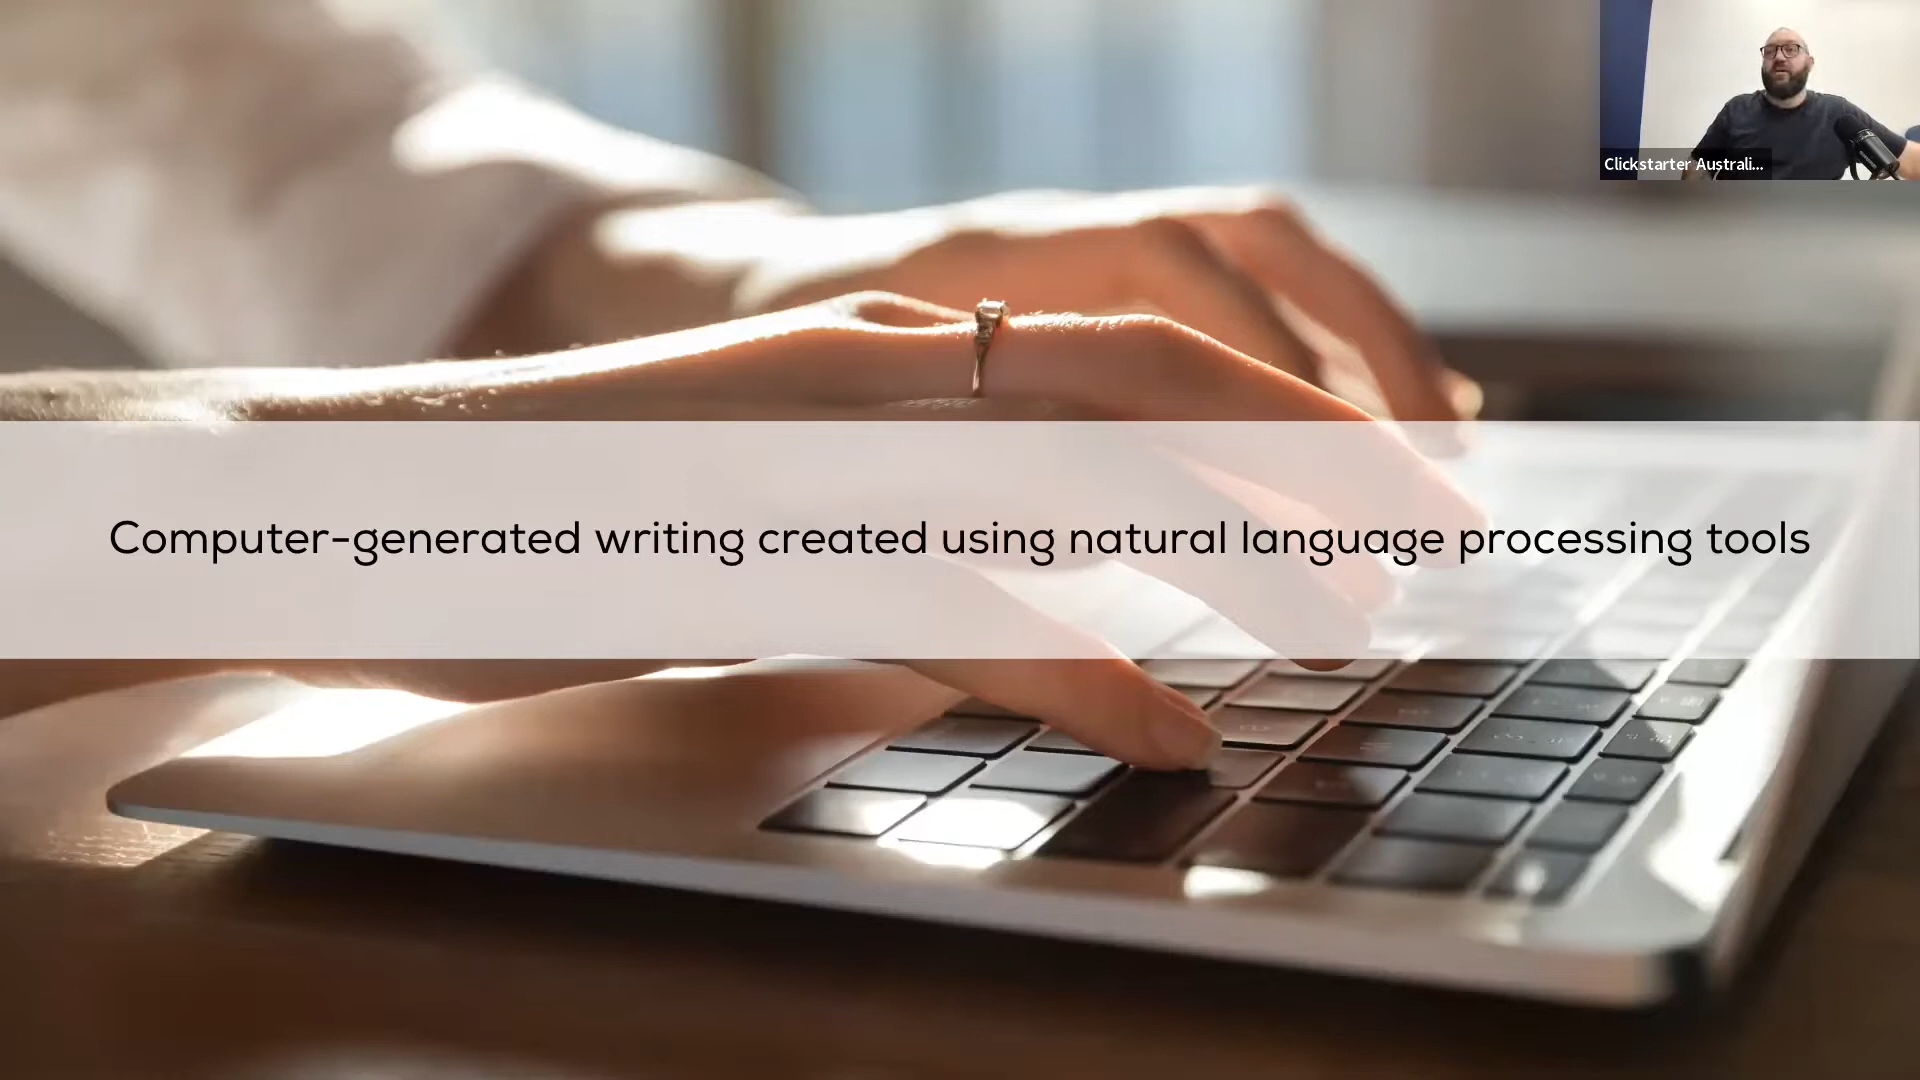 Clickstarter Australi...
Computer-generated writing created using natural language processing tools